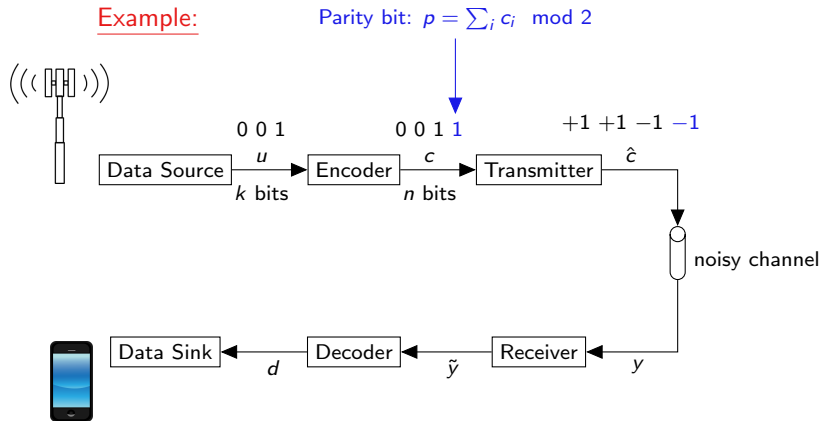 Example:
Parity bit: p = ∑ᵢ cᵢ mod 2
0 0 1
0 0 1 1
+1 +1 −1 −1
Data Source
u
k bits
Encoder
c
n bits
Transmitter
ĉ
noisy channel
Data Sink
d
Decoder
ỹ
Receiver
y